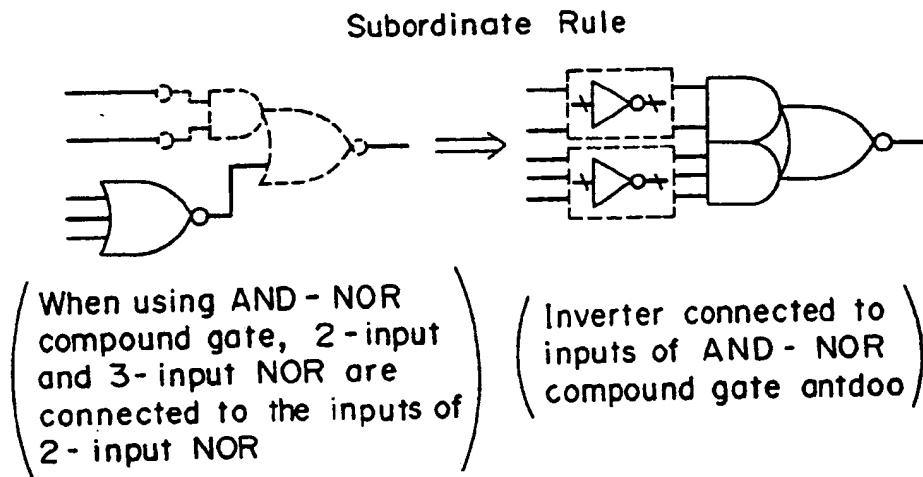 Subordinate Rule
When using AND-NOR
compound gate, 2-input
and 3-input NOR are
connected to the inputs of
2-input NOR
Inverter connected to
inputs of AND-NOR
compound gate antdoo